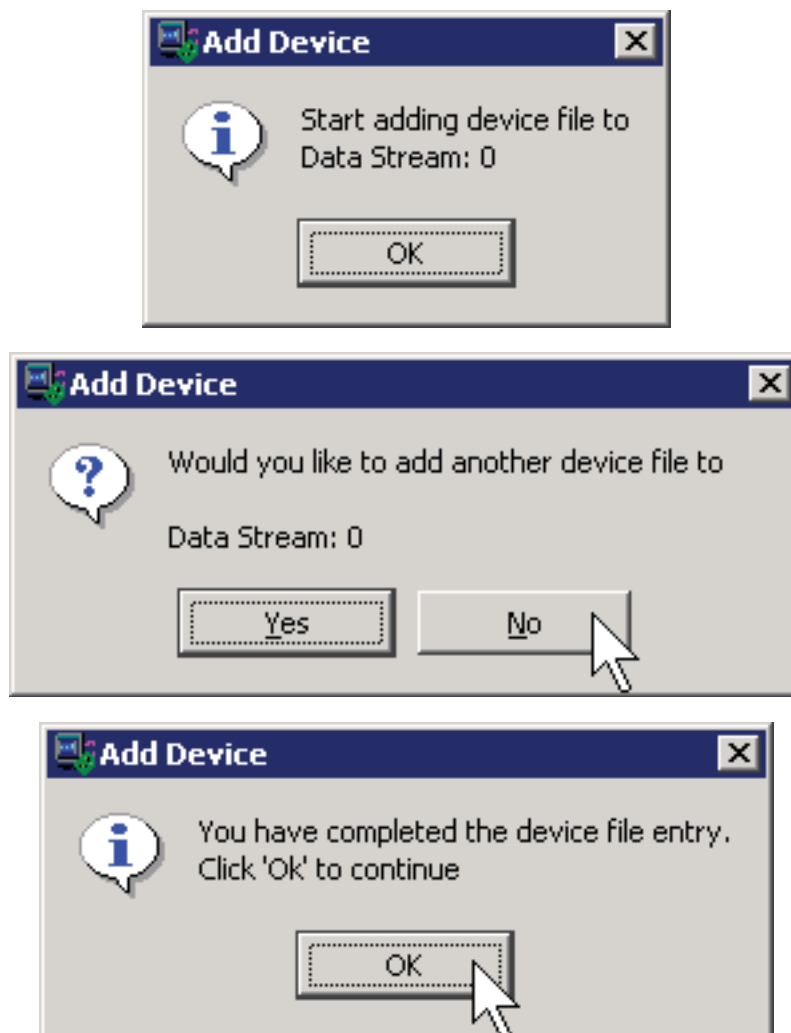 Add Device
Start adding device file to
Data Stream: 0
OK
Add Device
Would you like to add another device file to
Data Stream: 0
Yes
No
Add Device
You have completed the device file entry.
Click 'Ok' to continue
OK